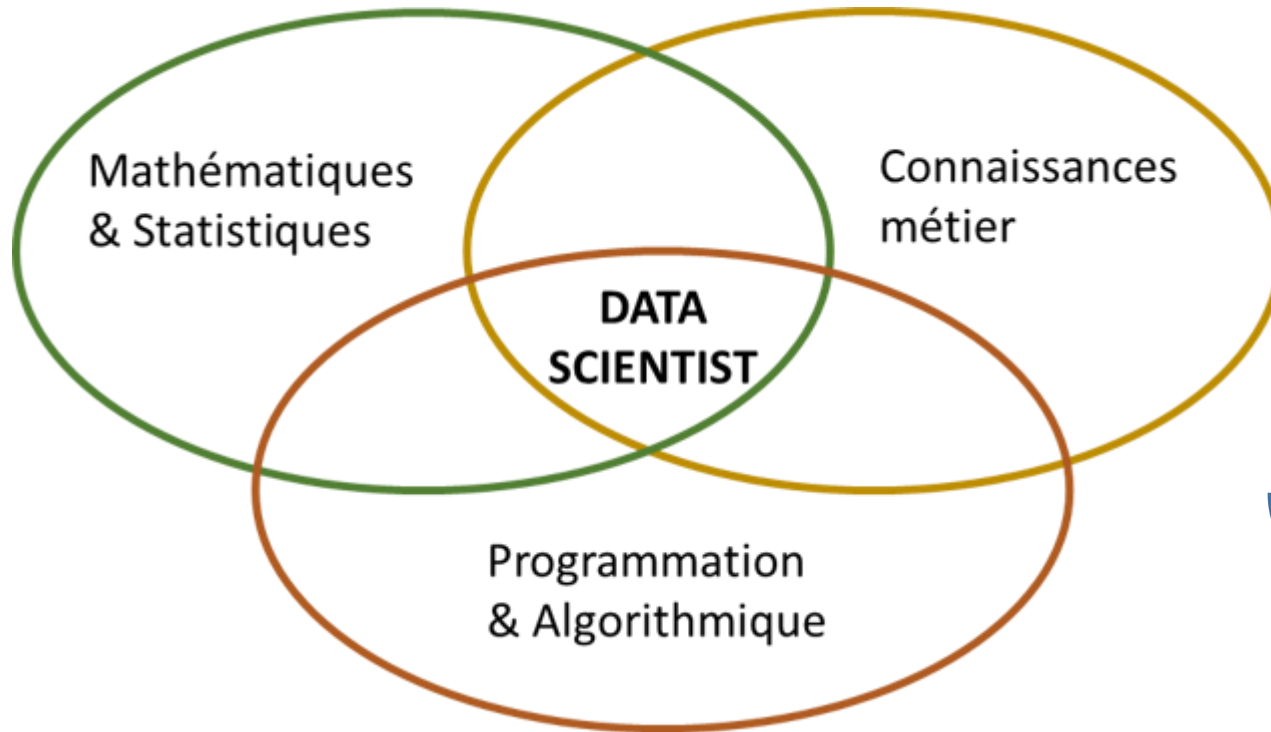 Mathématiques
& Statistiques
Connaissances
métier
DATA
SCIENTIST
Programmation
& Algorithmique